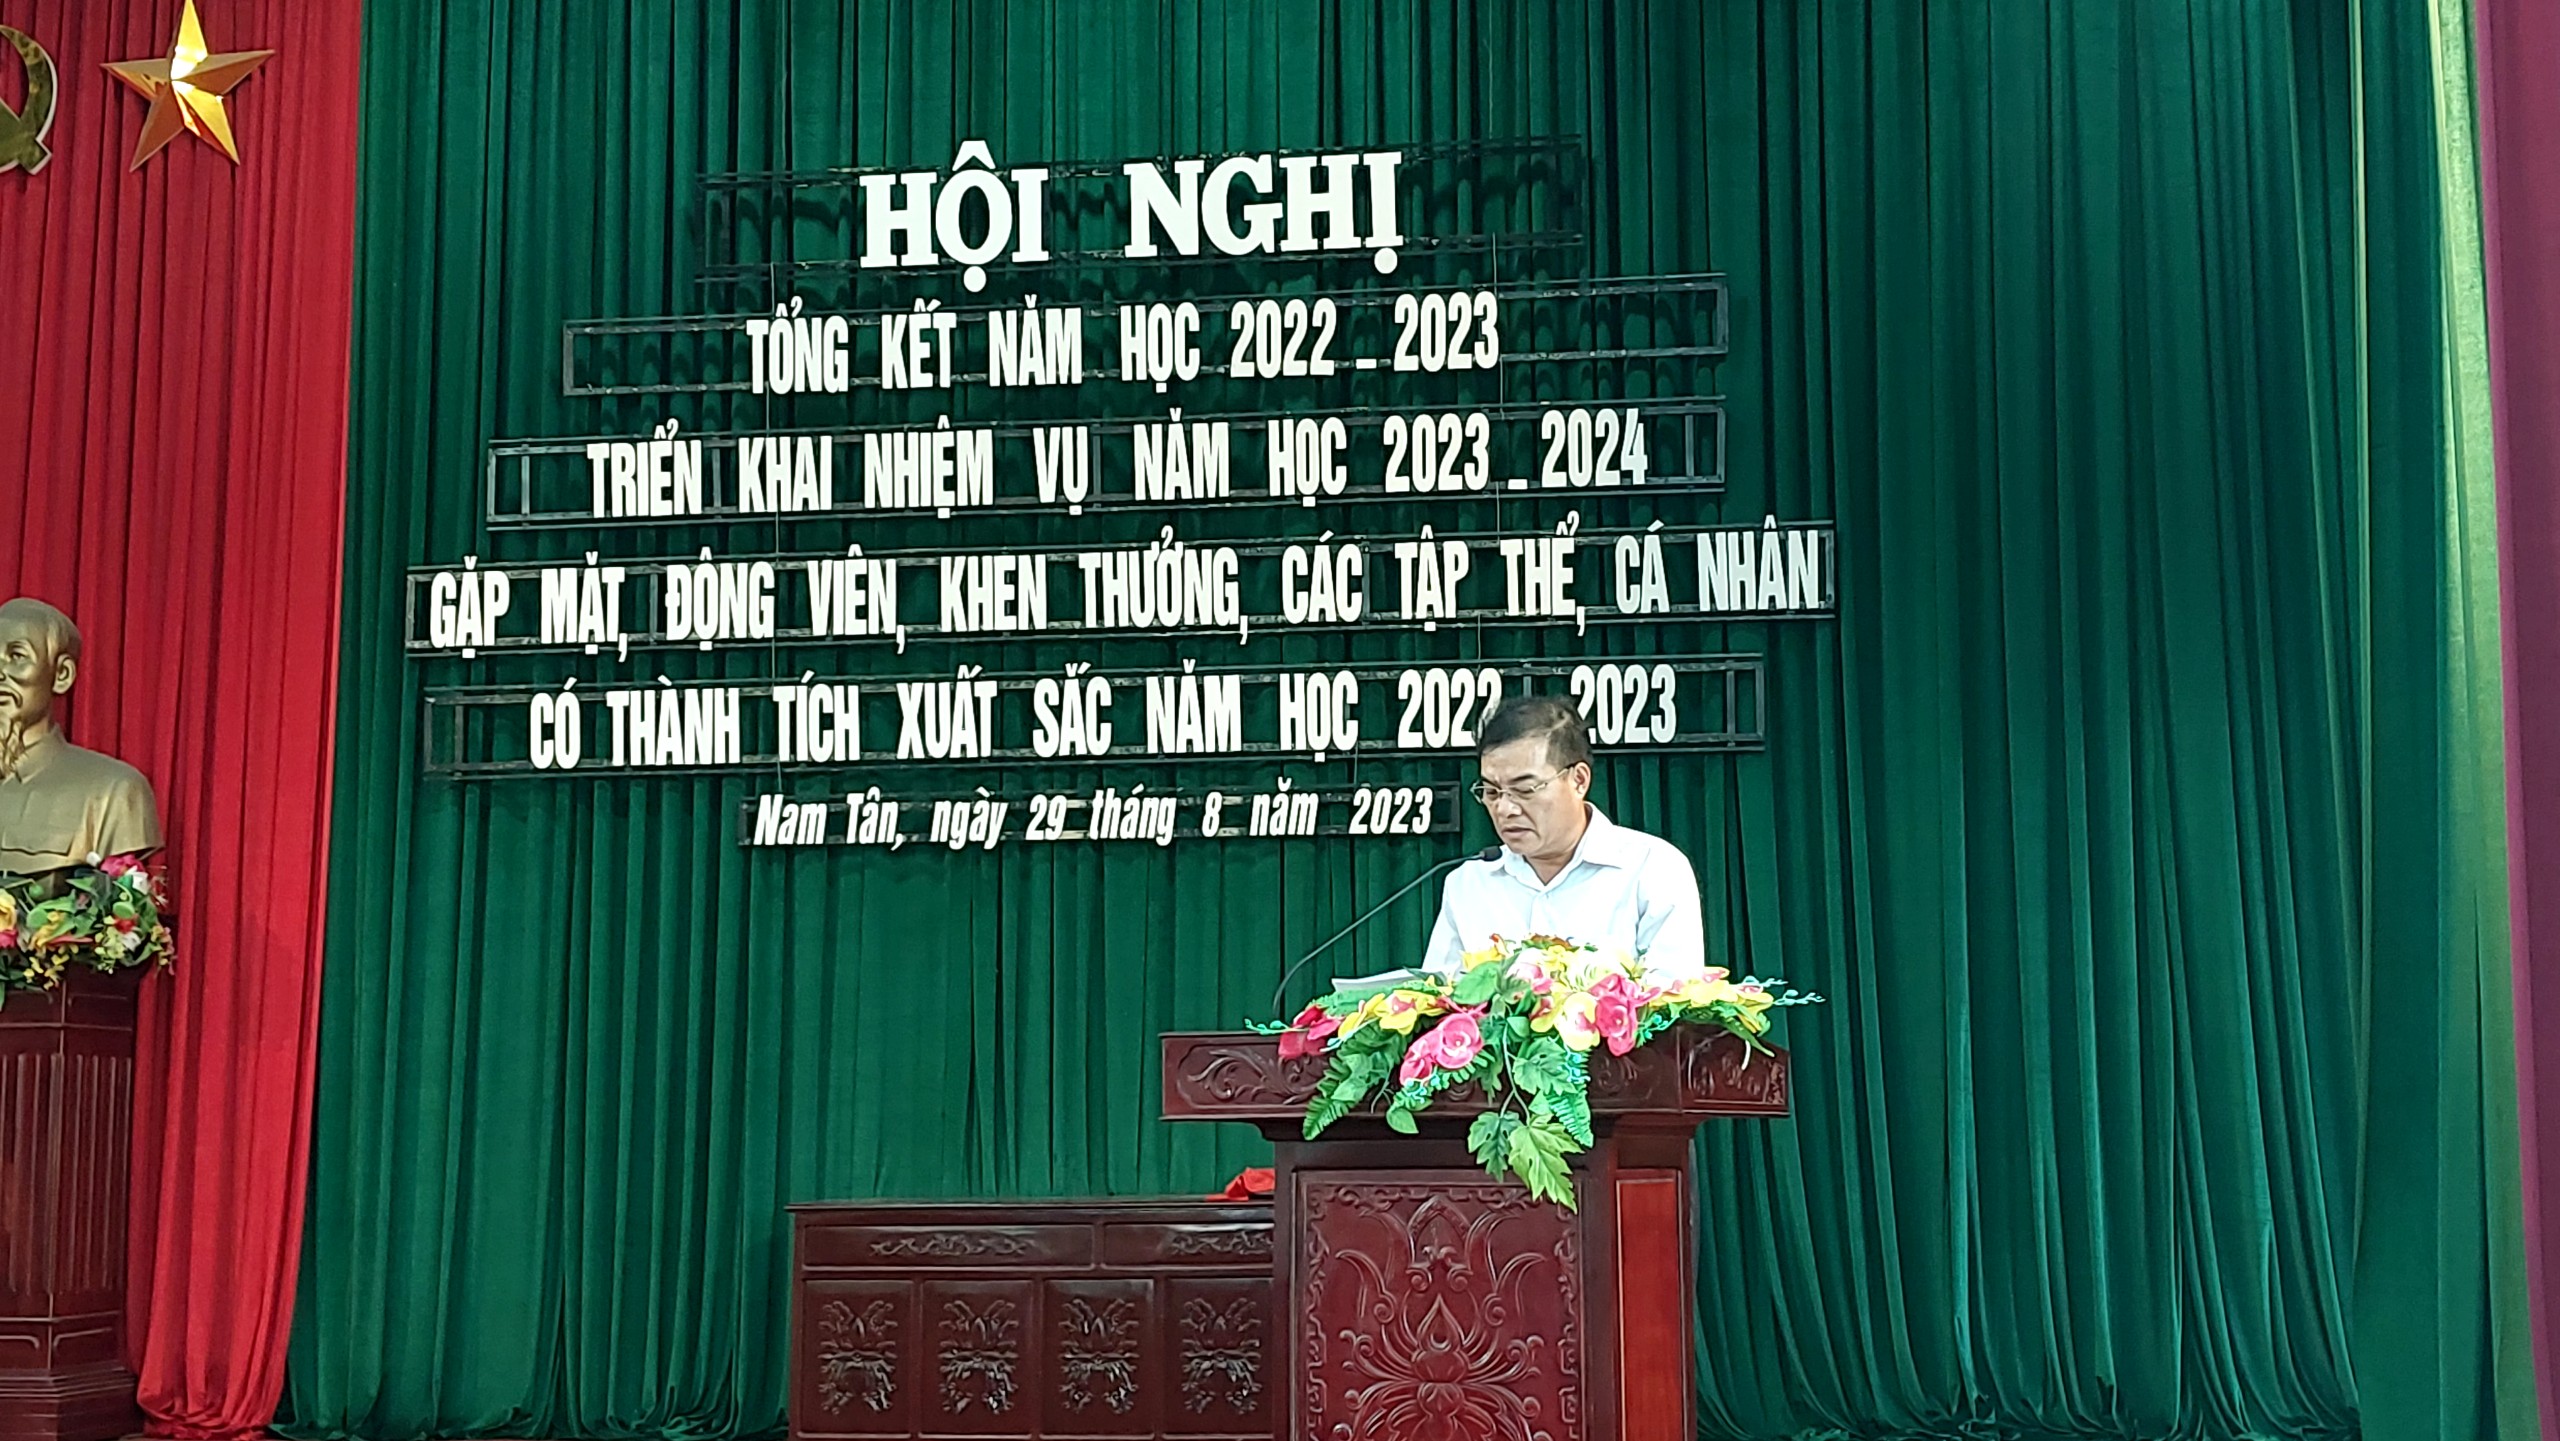 HỘI NGHỊ
TỔNG KẾT NĂM HỌC 2022 - 2023
TRIỂN KHAI NHIỆM VỤ NĂM HỌC 2023 - 2024
GẶP MẶT, ĐỘNG VIÊN, KHEN THƯỞNG, CÁC TẬP THỂ, CÁ NHÂN
CÓ THÀNH TÍCH XUẤT SẮC NĂM HỌC 2022 2023
Nam Tân, ngày 29 tháng 8 năm 2023